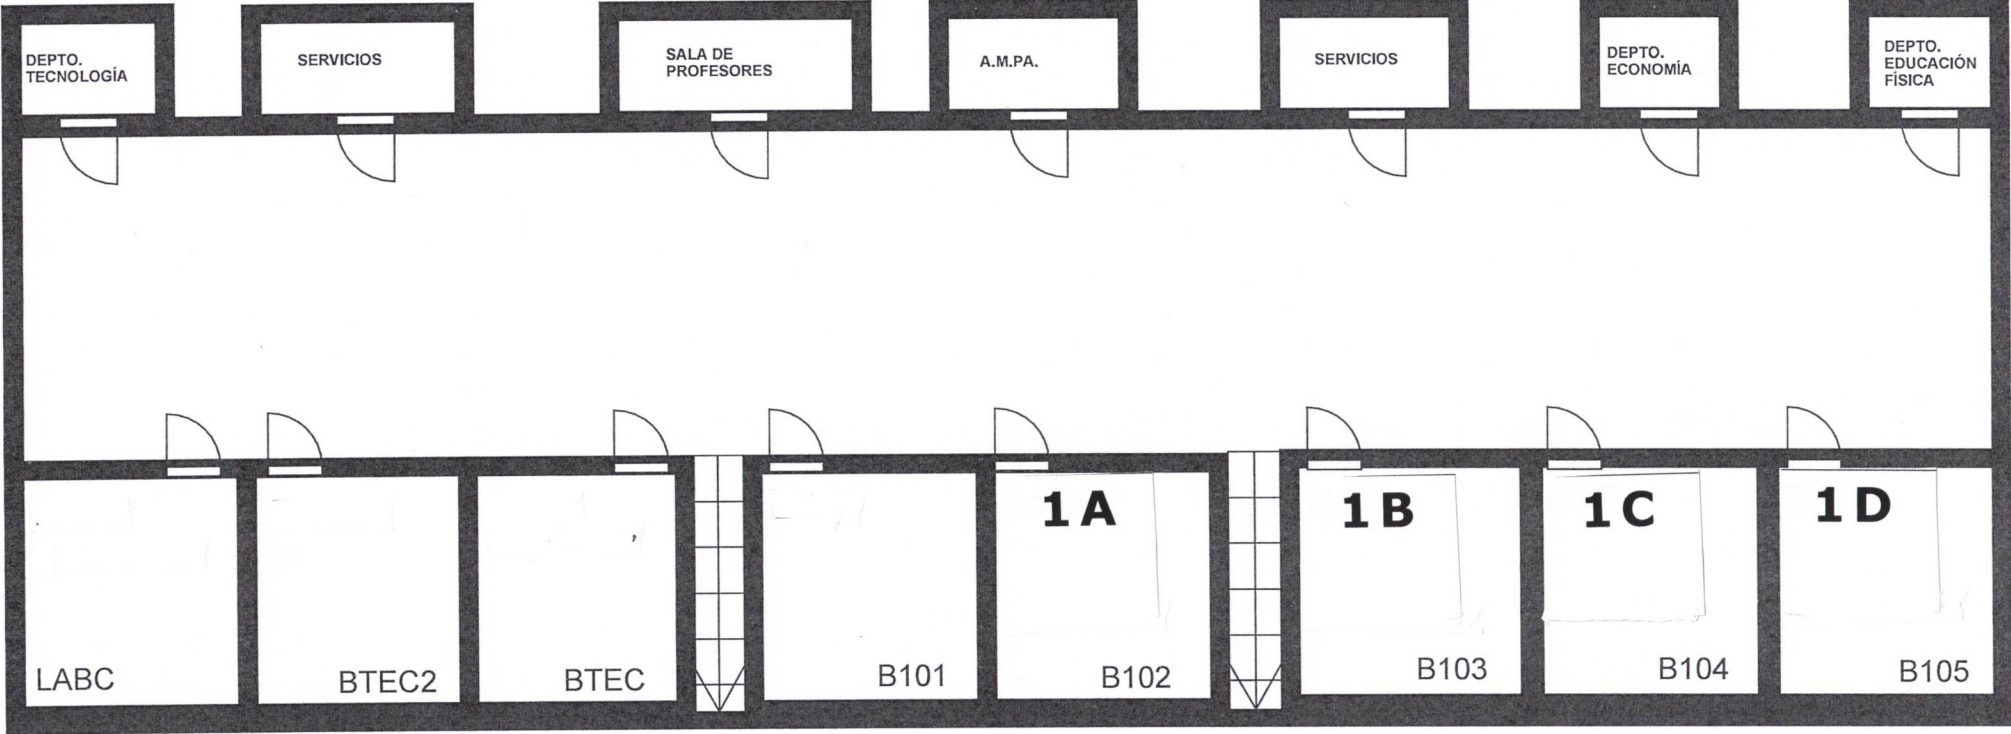 DEPTO.
TECNOLOGÍA
SERVICIOS
SALA DE
PROFESORES
A.M.PA.
SERVICIOS
DEPTO.
ECONOMÍA
DEPTO.
EDUCACIÓN
FÍSICA
1A
1B
1C
1D
LABC
BTEC2
BTEC
B101
B102
B103
B104
B105